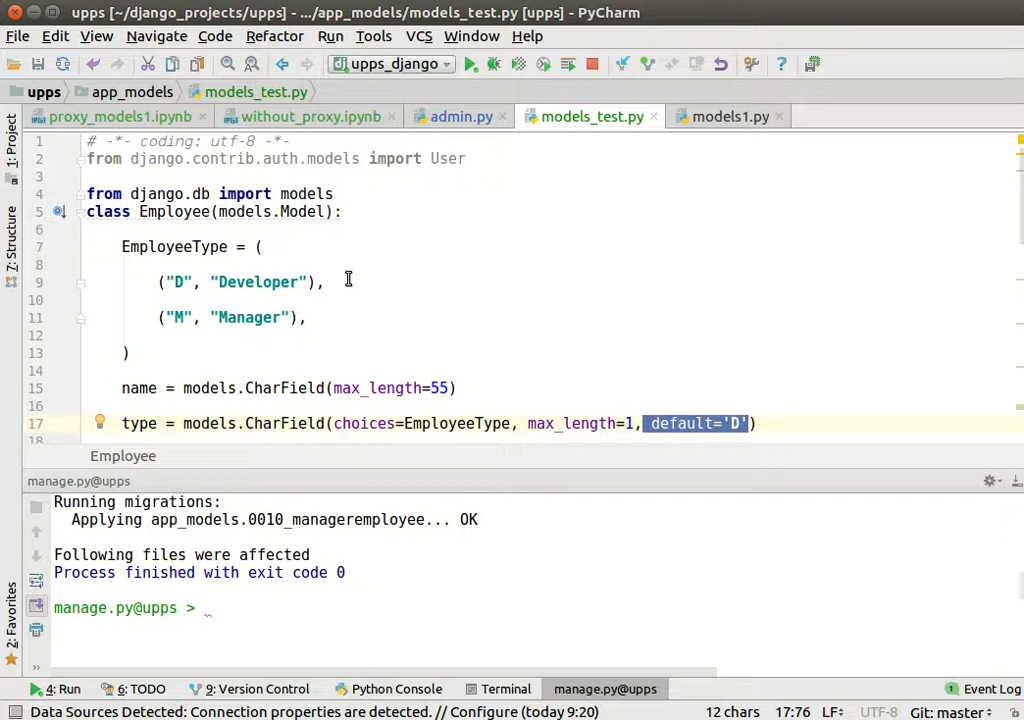 upps [~/django_projects/upps] - .../app_models/models_test.py [upps] - PyCharm
File Edit View Navigate Code Refactor Run Tools VCS Window Help
upps_django
upps app_models models_test.py
proxy_models1.ipynb without_proxy.ipynb admin.py models_test.py models1.py
1: Project
7: Structure
2: Favorites
1 # -*- coding: utf-8 -*-
2 from django.contrib.auth.models import User
3
4 from django.db import models
5 class Employee(models.Model):
6
7 EmployeeType = (
8
9 ("D", "Developer"),
10
11 ("M", "Manager"),
12
13 )
14
15 name = models.CharField(max_length=55)
16
17 type = models.CharField(choices=EmployeeType, max_length=1, default='D')
18
Employee
manage.py@upps
Running migrations:
Applying app_models.0010_manageremployee... OK
Following files were affected
Process finished with exit code 0
manage.py@upps >
4: Run 6: TODO 9: Version Control Python Console Terminal manage.py@upps 1 Event Log
Data Sources Detected: Connection properties are detected. // Configure (today 9:20) 12 chars 17:76 LF UTF-8 Git: master